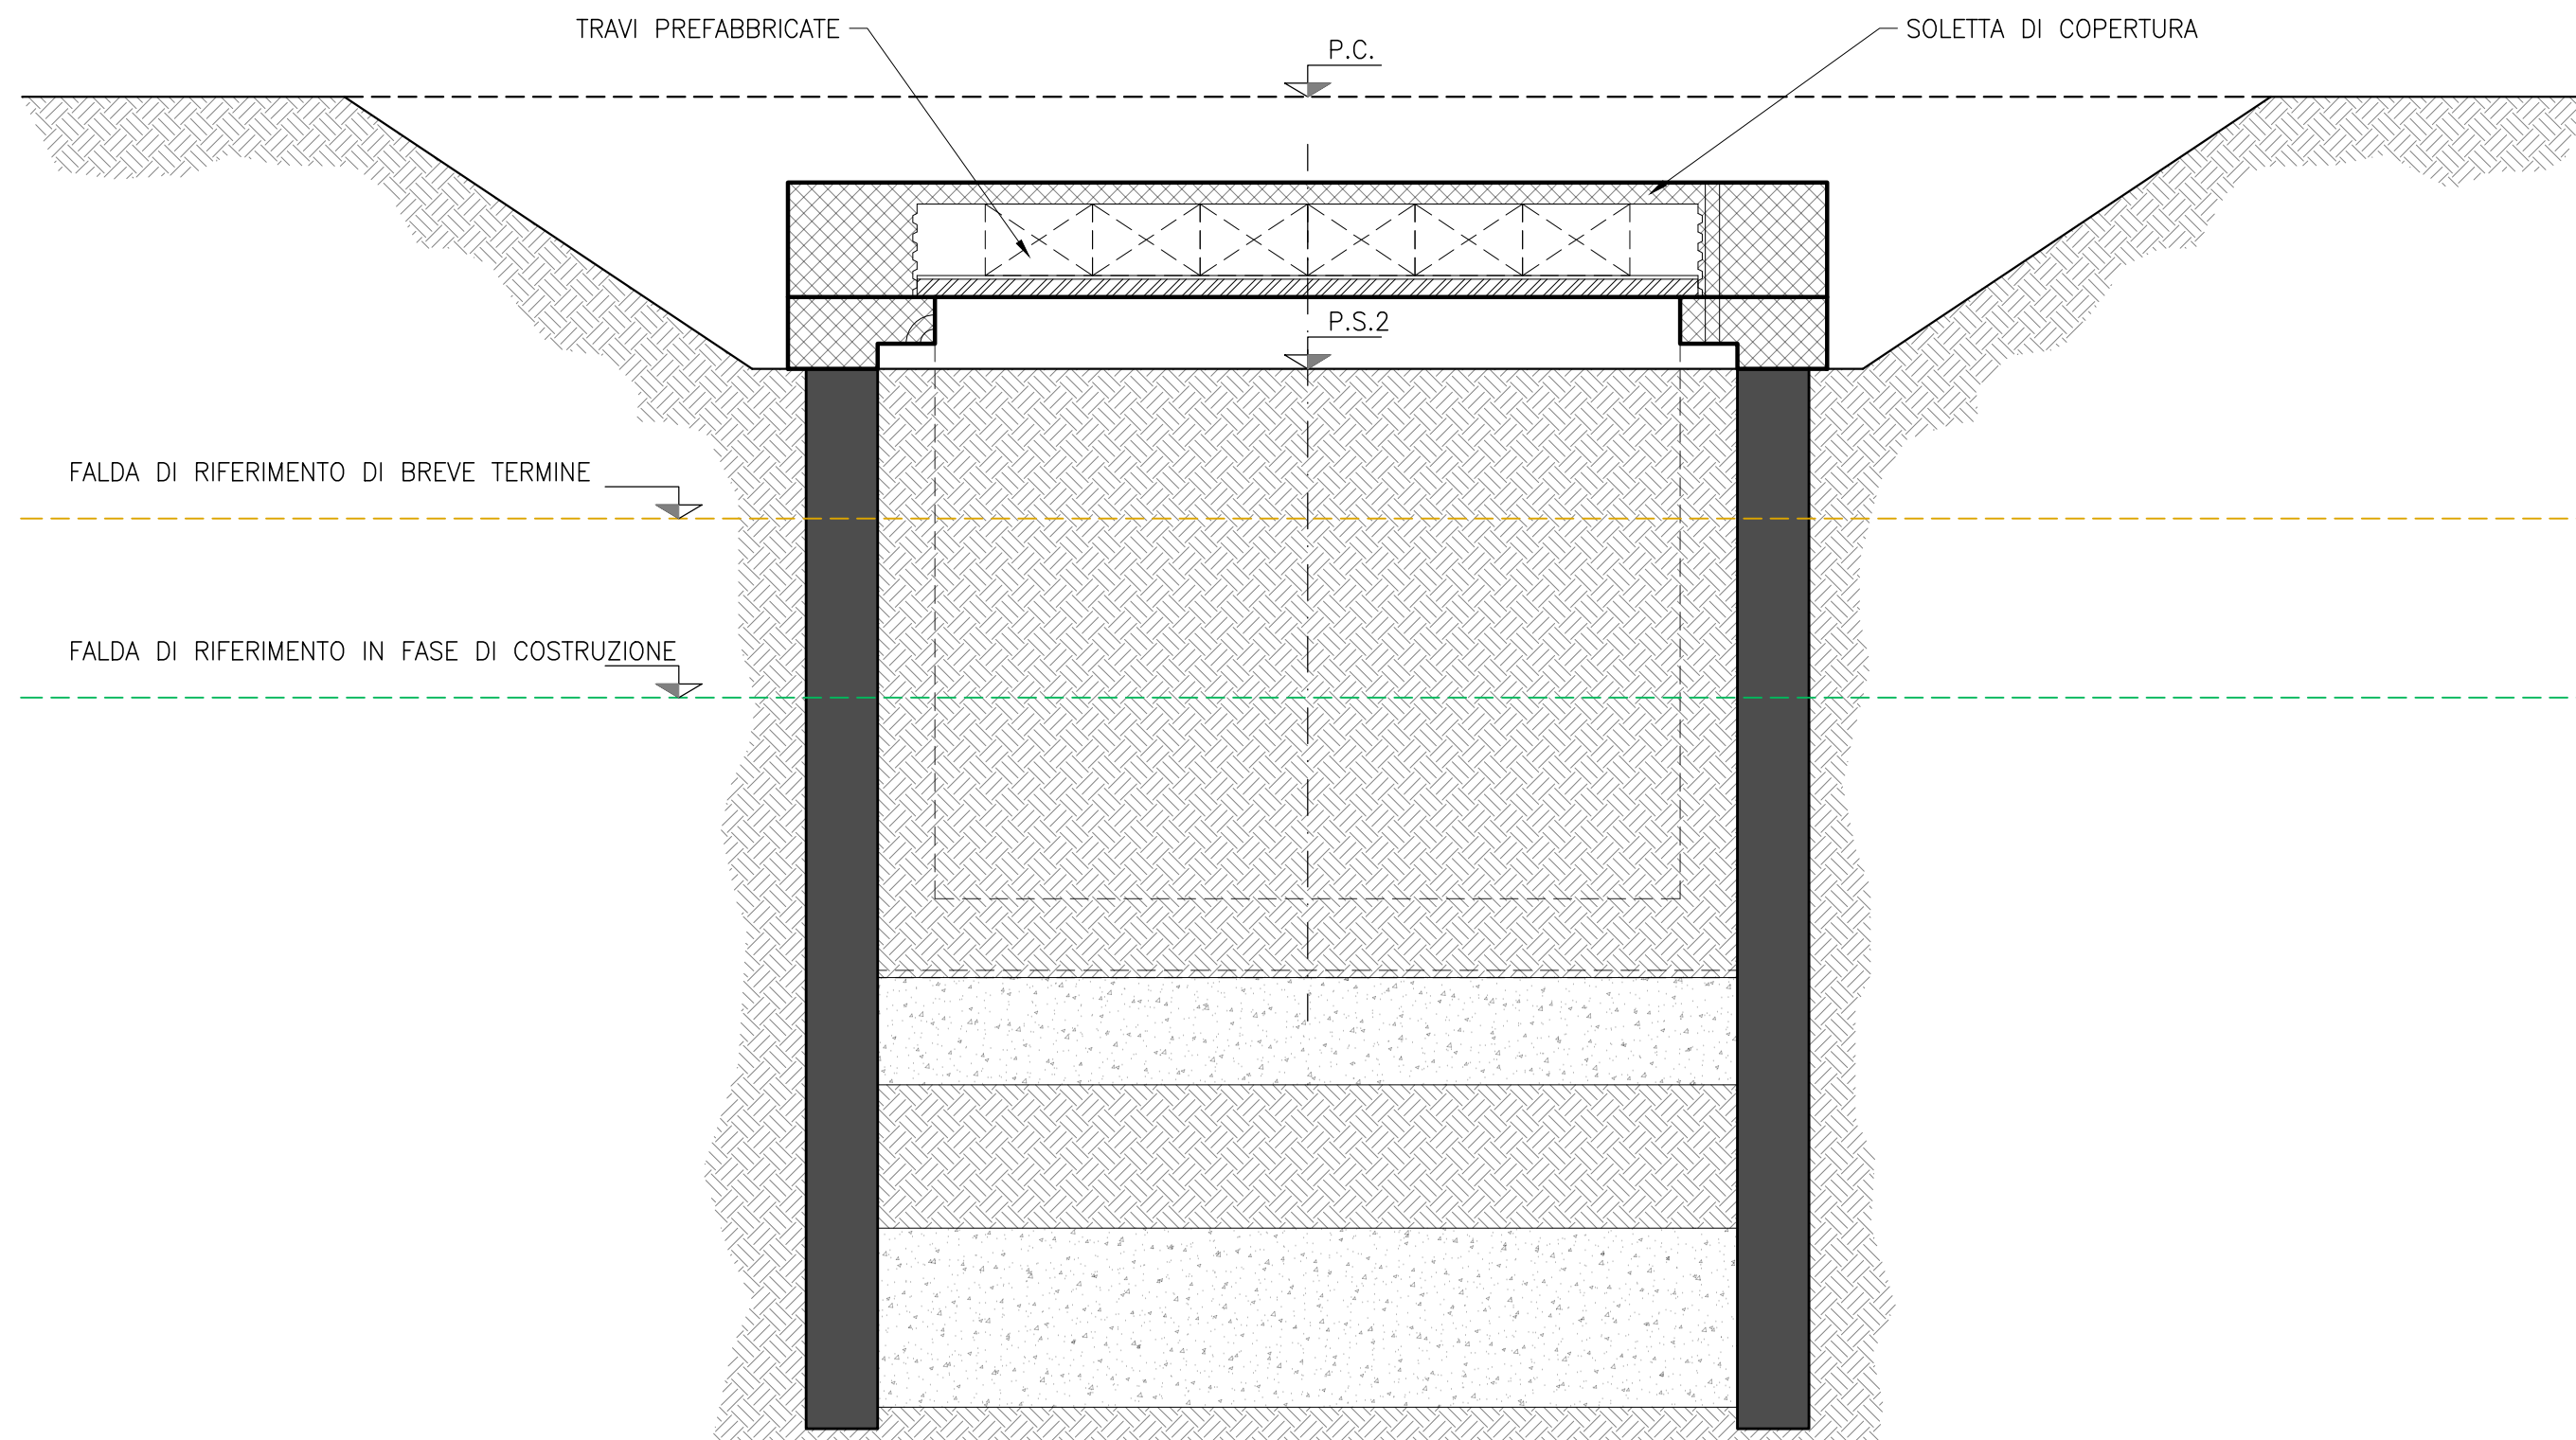 TRAVI PREFABBRICATE
SOLETTA DI COPERTURA
P.C.
P.S.2
FALDA DI RIFERIMENTO DI BREVE TERMINE
FALDA DI RIFERIMENTO IN FASE DI COSTRUZIONE